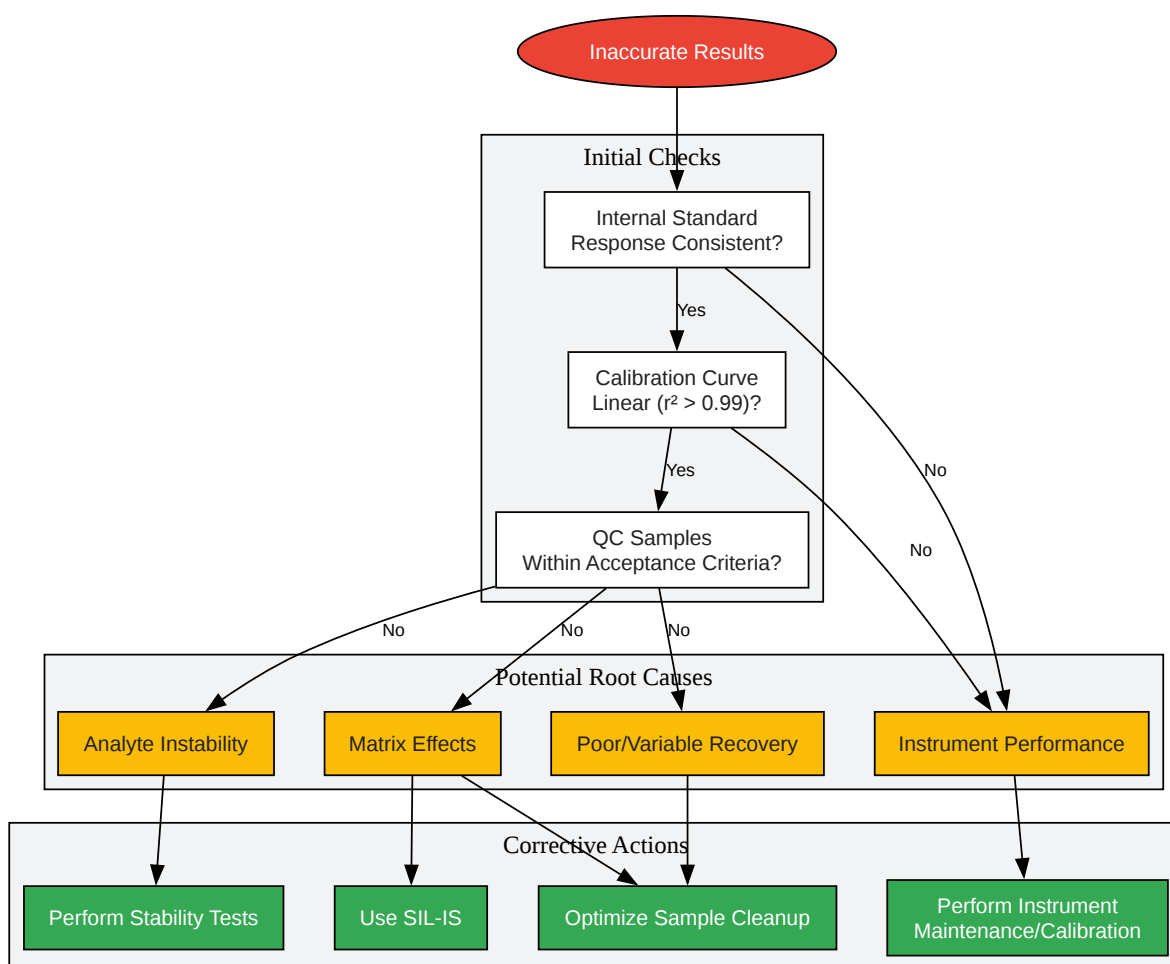 Inaccurate Results
Initial Checks
Internal Standard
Response Consistent?
Yes
Calibration Curve
Linear (r² > 0.99)?
No
Yes
QC Samples
Within Acceptance Criteria?
No
No
No
No
Potential Root Causes
Analyte Instability
Matrix Effects
Poor/Variable Recovery
Instrument Performance
Corrective Actions
Perform Stability Tests
Use SIL-IS
Optimize Sample Cleanup
Perform Instrument
Maintenance/Calibration